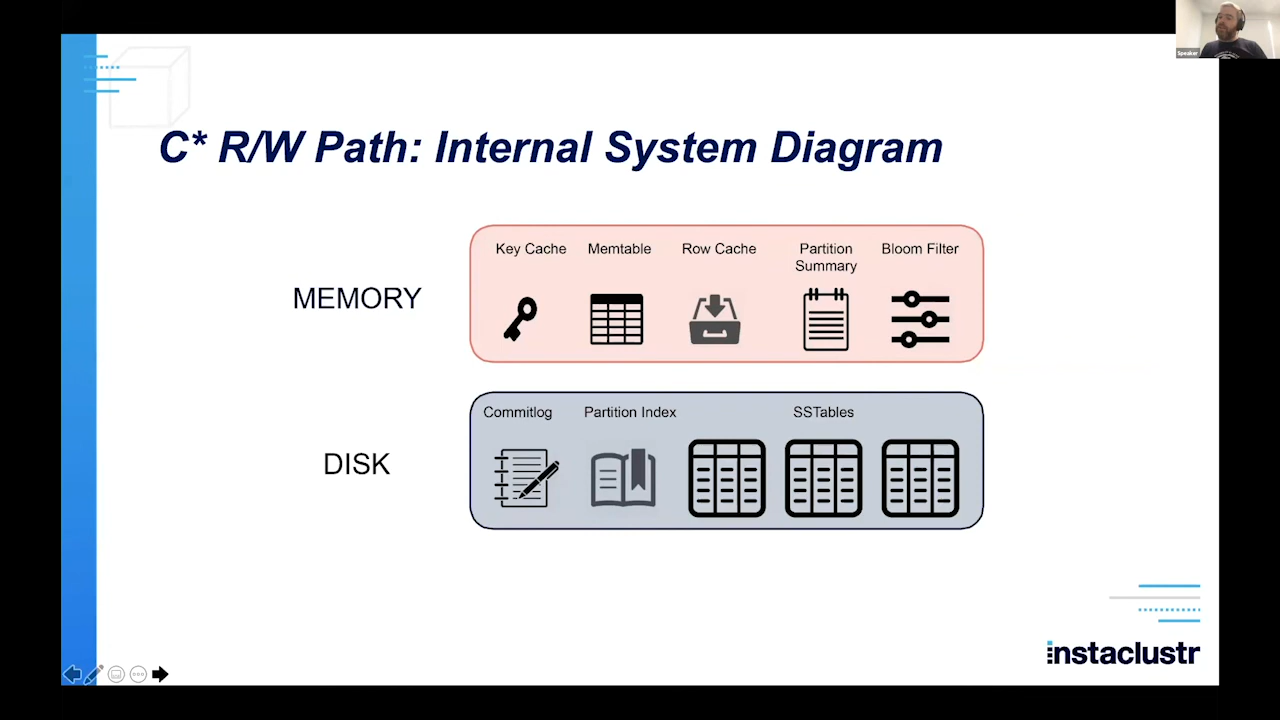 Speaker
C* R/W Path: Internal System Diagram
MEMORY
Key Cache
Memtable
Row Cache
Partition
Summary
Bloom Filter
DISK
Commitlog
Partition Index
SSTables
instaclustr